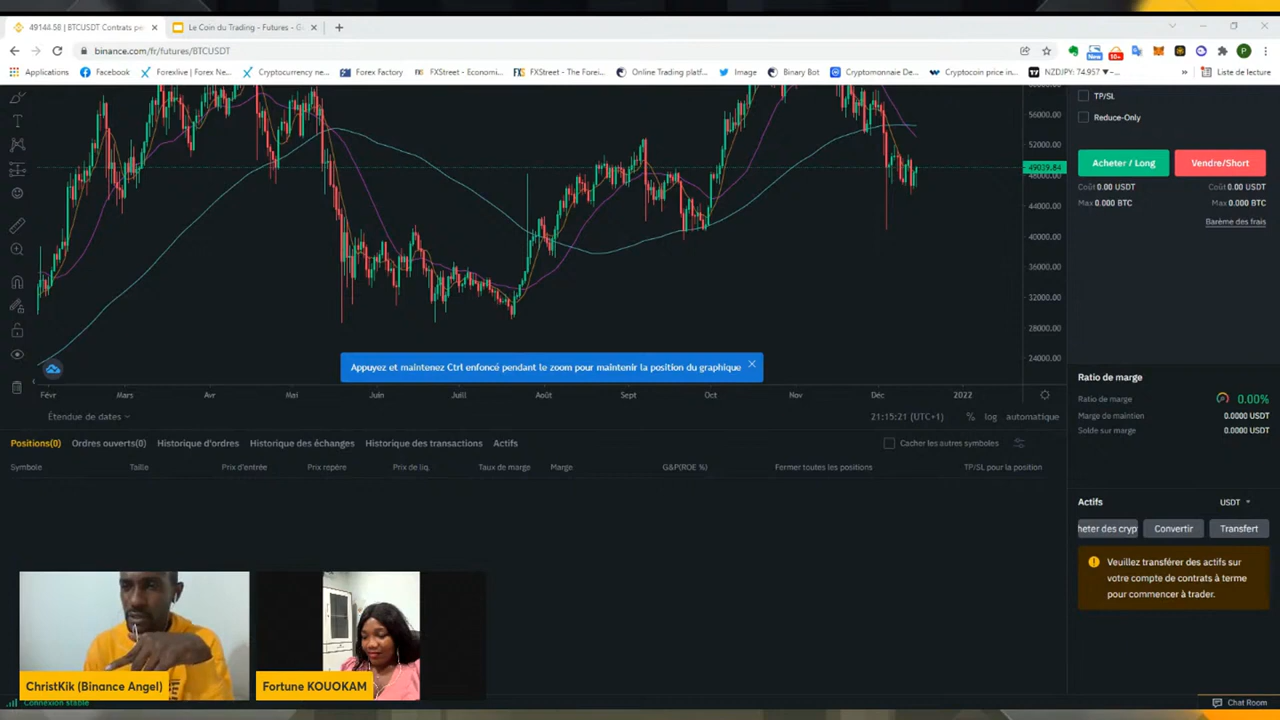 49144.58 | BTCUSDT Contrats pe
Le Coin du Trading - Futures - G
binance.com/fr/futures/BTCUSDT
Applications
Facebook
Forexlive | Forex Ne...
Cryptocurrency ne...
Forex Factory
FXStreet - Economi...
FXStreet - The Forei...
Online Trading platf...
Image
Binary Bot
Cryptomonnaie De...
Cryptocoin price in...
NZDJPY: 74.957 ▼ –...
Liste de lecture
New
10+
P
TP/SL
Reduce-Only
Acheter / Long
Vendre/Short
Coût 0.00 USDT
Coût 0.00 USDT
Max 0.000 BTC
Max 0.000 BTC
Barème des frais
56000.00
52000.00
49039.84
48000.00
44000.00
40000.00
36000.00
32000.00
28000.00
24000.00
Appuyez et maintenez Ctrl enfoncé pendant le zoom pour maintenir la position du graphique
Févr
Mars
Avr
Mai
Juin
Juill
Août
Sept
Oct
Nov
Déc
2022
Étendue de dates
21:15:21 (UTC+1)
%
log
automatique
Ratio de marge
Ratio de marge
0.00%
Marge de maintien
0.0000 USDT
Solde sur marge
0.0000 USDT
Positions(0)
Ordres ouverts(0)
Historique d'ordres
Historique des échanges
Historique des transactions
Actifs
Cacher les autres symboles
Symbole
Taille
Prix d'entrée
Prix repère
Prix de liq.
Taux de marge
Marge
G&P(ROE %)
Fermer toutes les positions
TP/SL pour la position
Actifs
USDT
heter des cryp
Convertir
Transfert
Veuillez transférer des actifs sur
votre compte de contrats à terme
pour commencer à trader.
ChristKik (Binance Angel)
Fortune KOUOKAM
Connexion stable
Chat Room